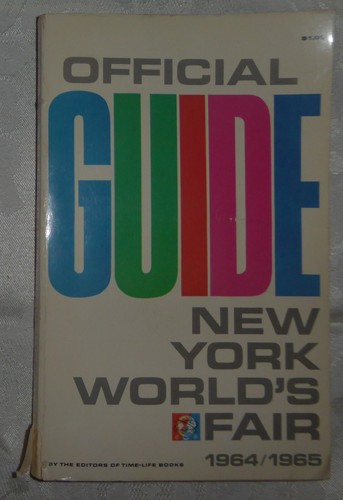 OFFICIAL
GUIDE
NEW
YORK
WORLD'S
FAIR
1964/1965
BY THE EDITORS OF TIME-LIFE BOOKS